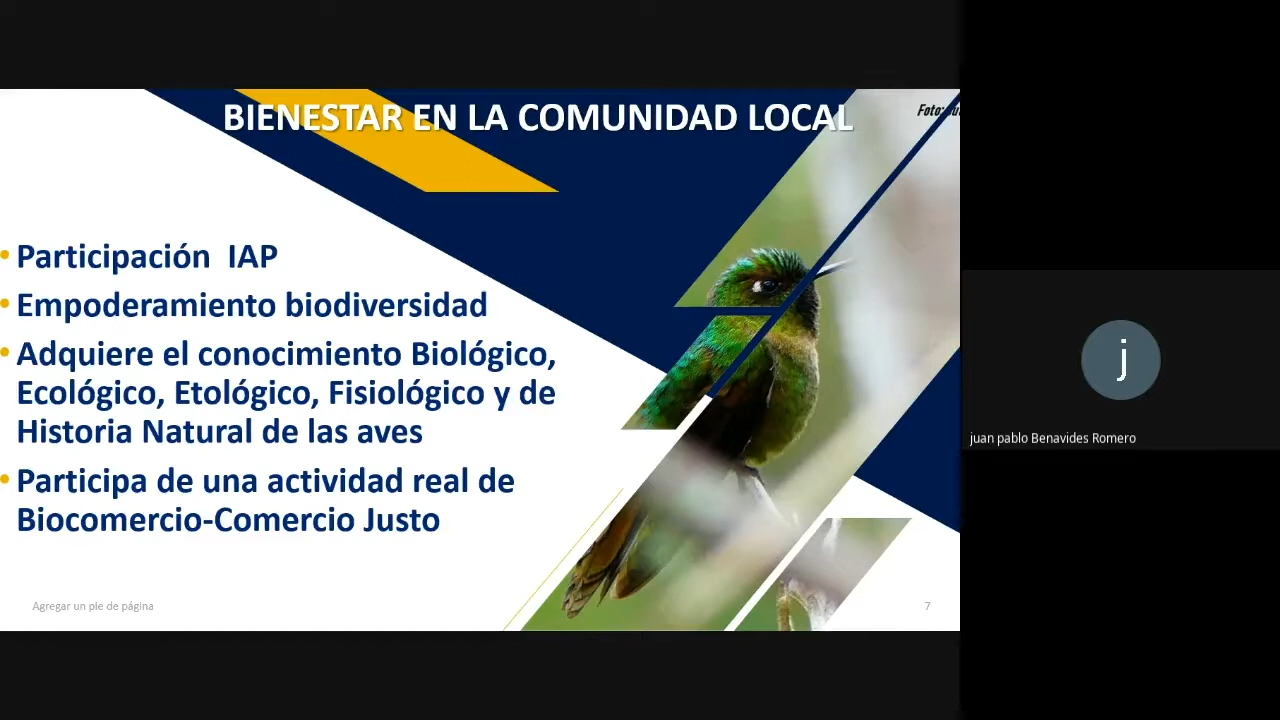 BIENESTAR EN LA COMUNIDAD LOCAL
• Participación IAP
• Empoderamiento biodiversidad
• Adquiere el conocimiento Biológico,
Ecológico, Etológico, Fisiológico y de
Historia Natural de las aves
• Participa de una actividad real de
Biocomercio-Comercio Justo
Agregar un pie de página
7
j
juan pablo Benavides Romero